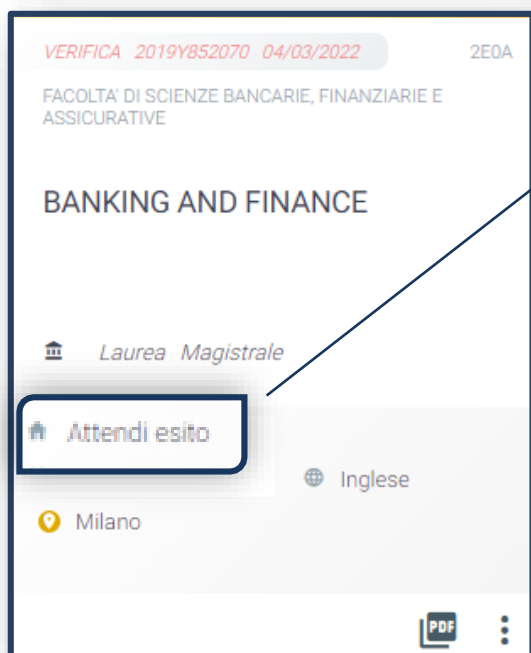 VERIFICA 2019Y852070 04/03/2022 2E0A
FACOLTA' DI SCIENZE BANCARIE, FINANZIARIE E
ASSICURATIVE
BANKING AND FINANCE
Laurea Magistrale
Attendi esito
Inglese
Milano
PDF